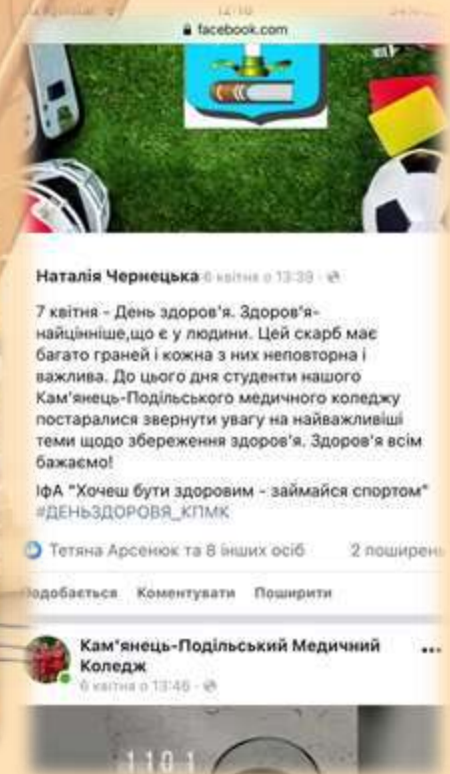 facebook.com
Наталія Чернецька 6 квітня о 13:39
7 квітня - День здоров'я. Здоров'я-
найцінніше,що є у людини. Цей скарб має
багато граней і кожна з них неповторна і
важлива. До цього дня студенти нашого
Кам'янець-Подільського медичного коледжу
постаралися звернути увагу на найважливіші
теми щодо збереження здоров'я. Здоров'я всім
бажаємо!
ІфА "Хочеш бути здоровим - займайся спортом"
#ДЕНЬЗДОРОВЯ_КПМК
Тетяна Арсенюк та 8 інших осіб 2 поширен
одобається Коментувати Поширити
Кам'янець-Подільський Медичний
Коледж
6 квітня о 13:46
1101